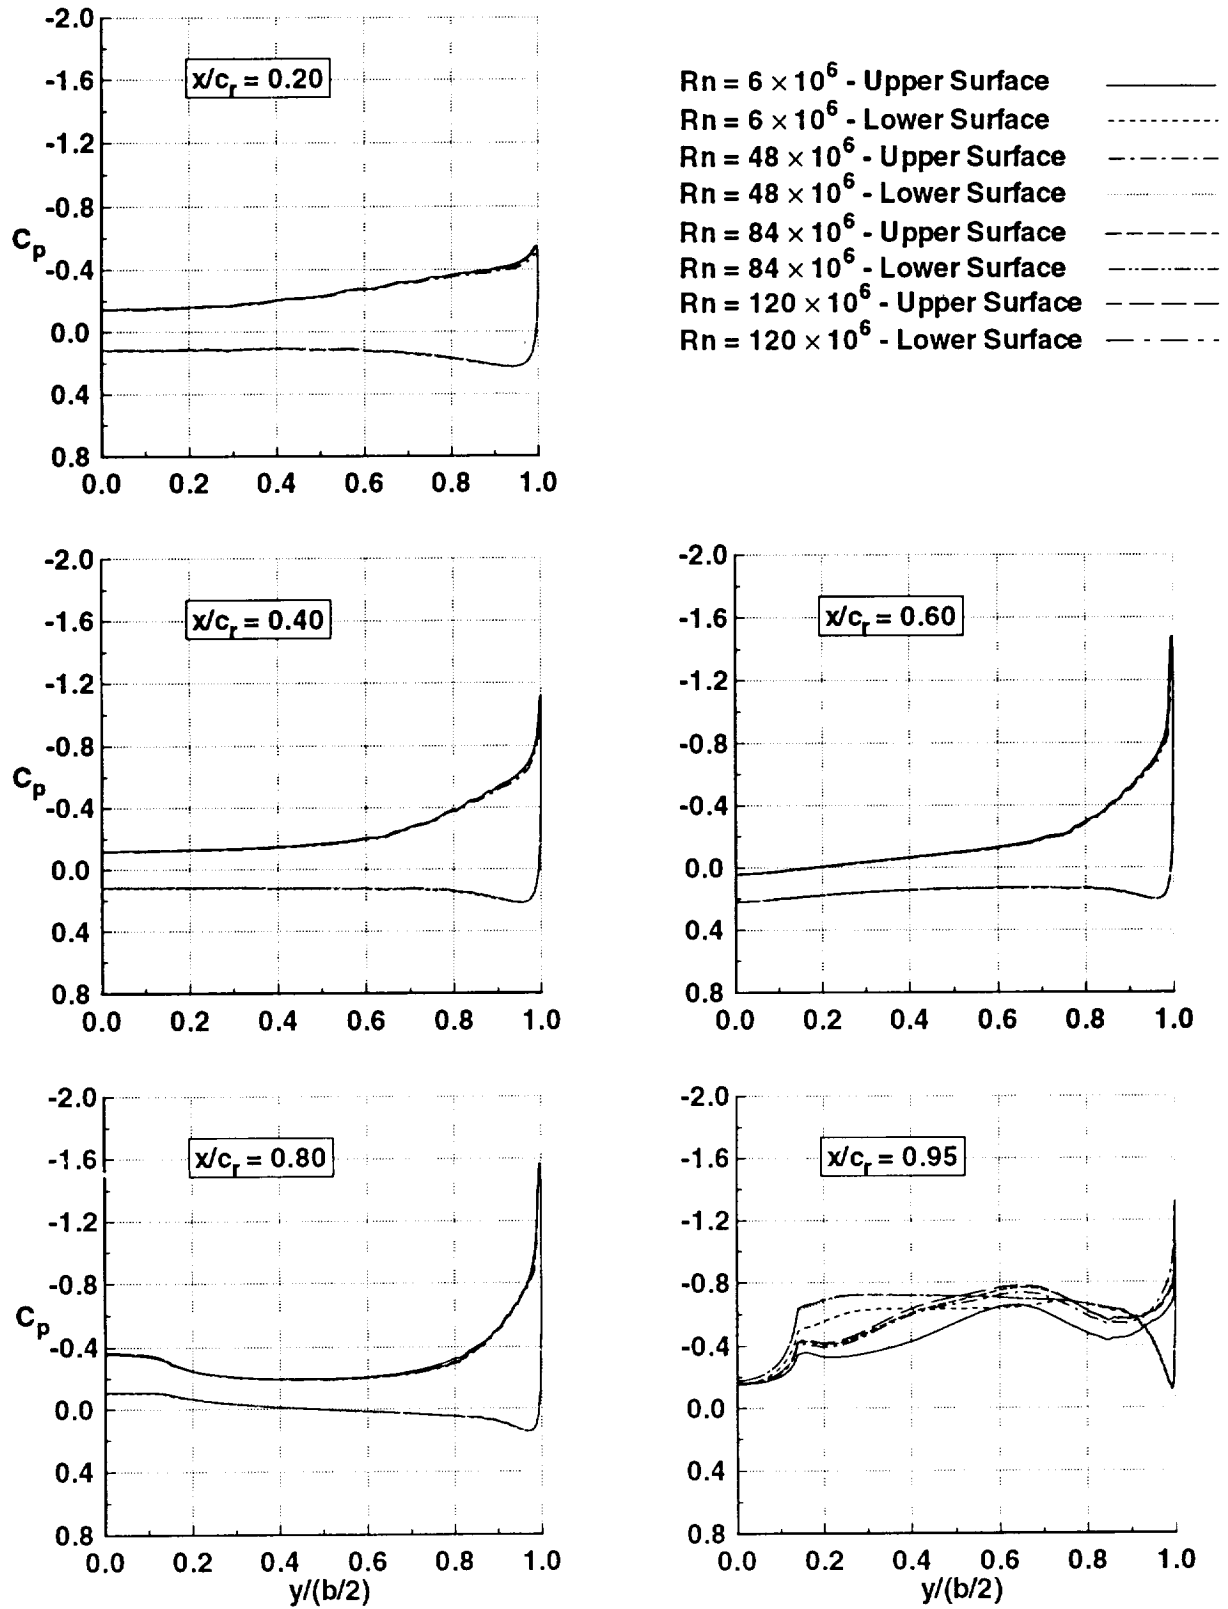 -2.0
-1.6
-1.2
-0.8
Cp
-0.4
0.0
0.4
0.8
0.0 0.2 0.4 0.6 0.8 1.0
x/cr = 0.20
Rn = 6 × 10^6 - Upper Surface
Rn = 6 × 10^6 - Lower Surface
Rn = 48 × 10^6 - Upper Surface
Rn = 48 × 10^6 - Lower Surface
Rn = 84 × 10^6 - Upper Surface
Rn = 84 × 10^6 - Lower Surface
Rn = 120 × 10^6 - Upper Surface
Rn = 120 × 10^6 - Lower Surface
-2.0
-1.6
-1.2
-0.8
Cp
-0.4
0.0
0.4
0.8
0.0 0.2 0.4 0.6 0.8 1.0
x/cr = 0.40
-2.0
-1.6
-1.2
-0.8
-0.4
0.0
0.4
0.8
0.0 0.2 0.4 0.6 0.8 1.0
x/cr = 0.60
-2.0
-1.6
-1.2
-0.8
Cp
-0.4
0.0
0.4
0.8
0.0 0.2 0.4 0.6 0.8 1.0
y/(b/2)
x/cr = 0.80
-2.0
-1.6
-1.2
-0.8
-0.4
0.0
0.4
0.8
0.0 0.2 0.4 0.6 0.8 1.0
y/(b/2)
x/cr = 0.95